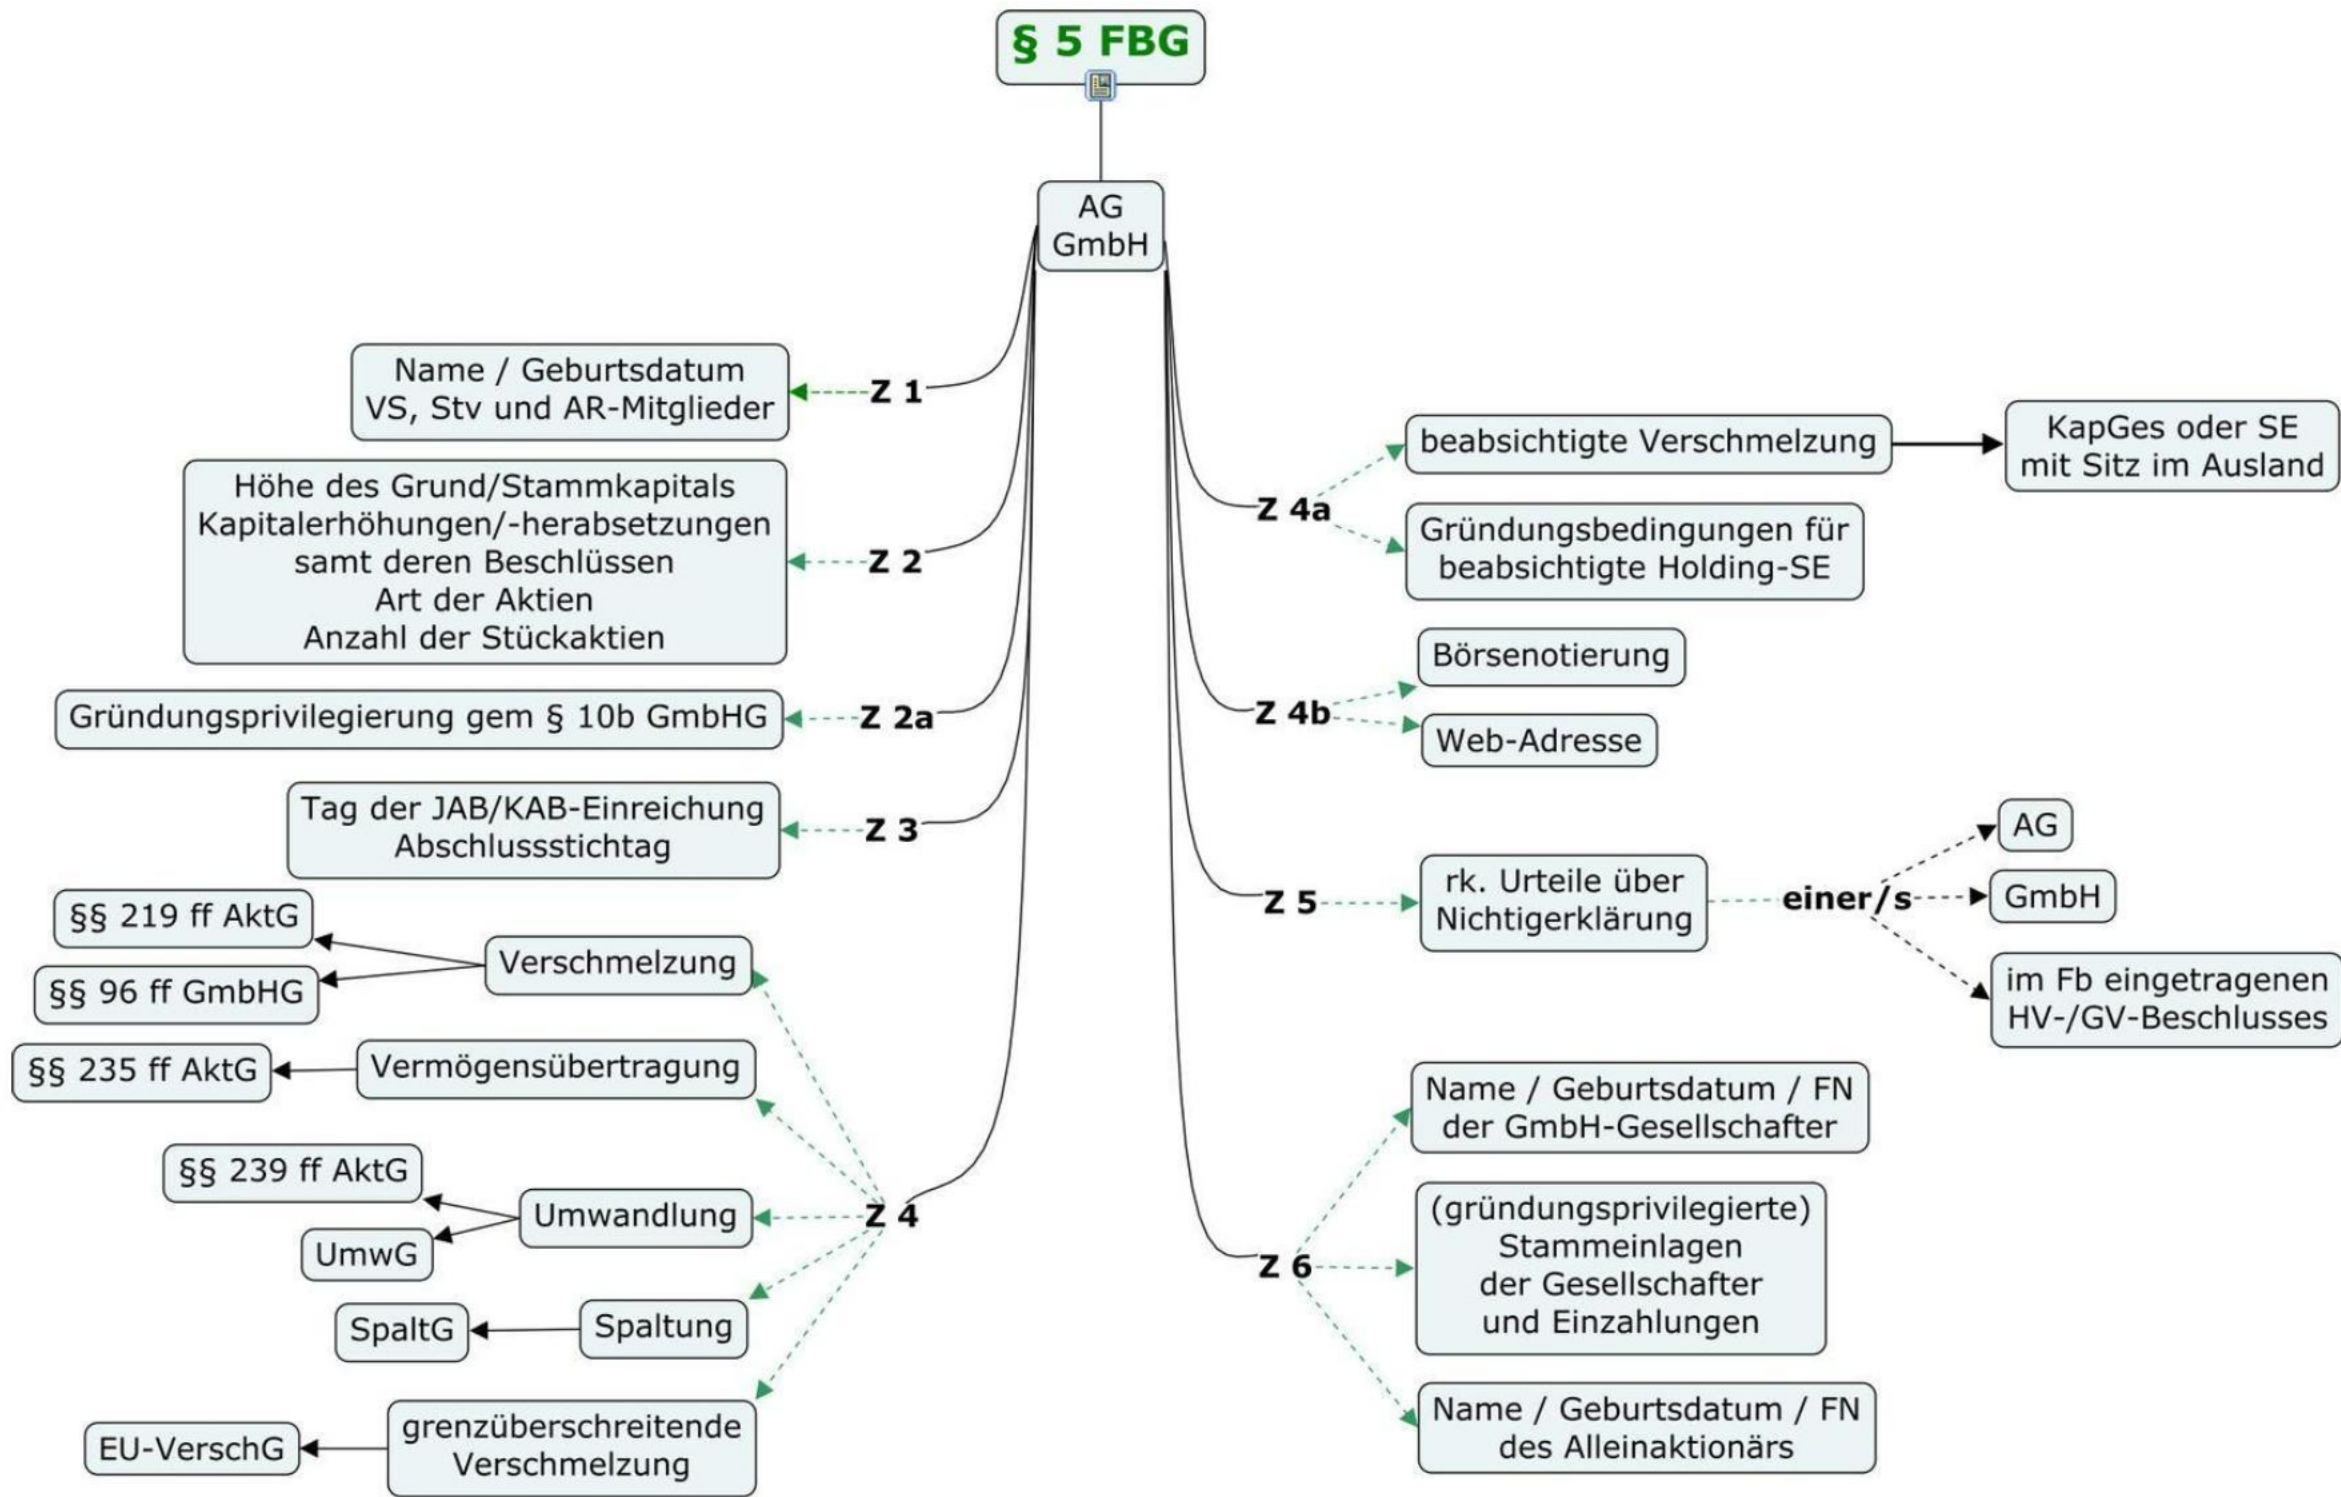 § 5 FBG
AG
GmbH
Z 1
Name / Geburtsdatum
VS, Stv und AR-Mitglieder
Z 2
Höhe des Grund/Stammkapitals
Kapitalerhöhungen/-herabsetzungen
samt deren Beschlüssen
Art der Aktien
Anzahl der Stückaktien
Z 2a
Gründungsprivilegierung gem § 10b GmbHG
Z 3
Tag der JAB/KAB-Einreichung
Abschlussstichtag
Z 4
Verschmelzung
§§ 219 ff AktG
§§ 96 ff GmbHG
Vermögensübertragung
§§ 235 ff AktG
Umwandlung
§§ 239 ff AktG
UmwG
Spaltung
SpaltG
grenzüberschreitende
Verschmelzung
EU-VerschG
Z 4a
beabsichtigte Verschmelzung
KapGes oder SE
mit Sitz im Ausland
Gründungsbedingungen für
beabsichtigte Holding-SE
Z 4b
Börsenotierung
Web-Adresse
Z 5
rk. Urteile über
Nichtigerklärung
einer/s
AG
GmbH
im Fb eingetragenen
HV-/GV-Beschlusses
Z 6
Name / Geburtsdatum / FN
der GmbH-Gesellschafter
(gründungsprivilegierte)
Stammeinlagen
der Gesellschafter
und Einzahlungen
Name / Geburtsdatum / FN
des Alleinaktionärs